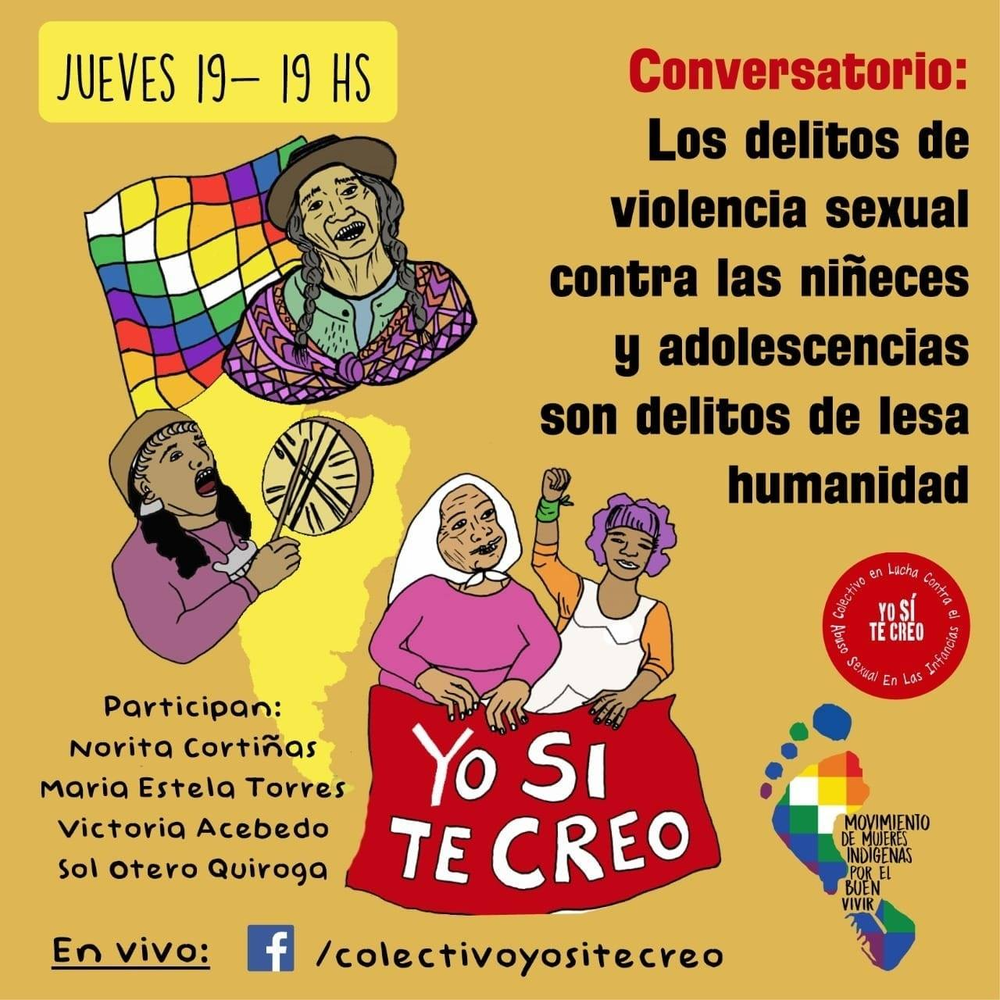 JUEVES 19– 19 HS
Conversatorio:
Los delitos de
violencia sexual
contra las niñeces
y adolescencias
son delitos de lesa
humanidad
Colectivo en Lucha Contra el Abuso Sexual En Las Infancias
YO SÍ
TE CREO
Participan:
Norita Cortiñas
Maria Estela Torres
Victoria Acebedo
Sol Otero Quiroga
YO SI
TE CREO
MOVIMIENTO
DE MUJERES
INDIGENAS
POR EL
BUEN
VIVIR
En vivo:
f /colectivoyositecreo